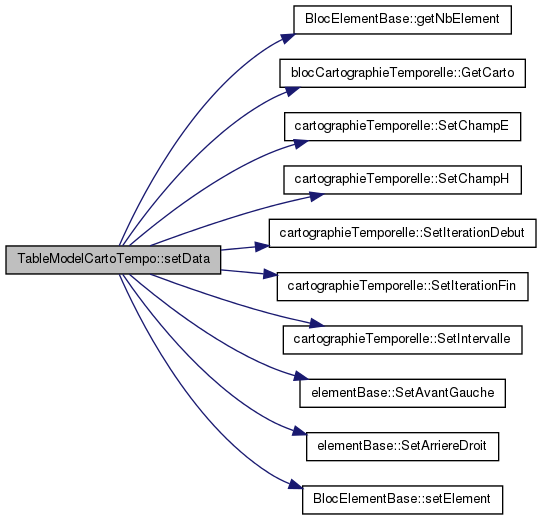 BlocElementBase::getNbElement
blocCartographieTemporelle::GetCarto
cartographieTemporelle::SetChampE
cartographieTemporelle::SetChampH
cartographieTemporelle::SetIterationDebut
TableModelCartoTempo::setData
cartographieTemporelle::SetIterationFin
cartographieTemporelle::SetIntervalle
elementBase::SetAvantGauche
elementBase::SetArriereDroit
BlocElementBase::setElement